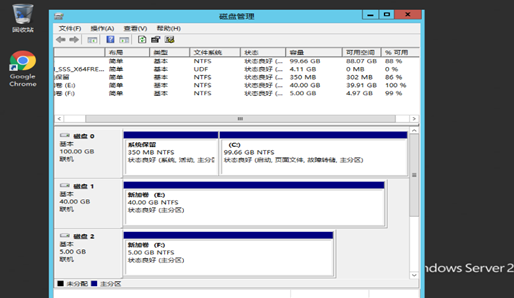 回收站
Google
Chrome
磁盘管理
文件(F) 操作(A) 查看(V) 帮助(H)
布局 类型 文件系统 状态 容量 可用空间 % 可用
简单 基本 NTFS 状态良好 (... 99.66 GB 88.07 GB 88 %
_SSS_X64FRE... 简单 基本 UDF 状态良好 (... 4.11 GB 0 MB 0 %
保留 简单 基本 NTFS 状态良好 (... 350 MB 302 MB 86 %
卷 (E:) 简单 基本 NTFS 状态良好 (... 40.00 GB 39.91 GB 100 %
卷 (F:) 简单 基本 NTFS 状态良好 (... 5.00 GB 4.97 GB 99 %
磁盘 0
基本
100.00 GB
联机
系统保留
350 MB NTFS
状态良好 (系统, 活动, 主分区
(C:)
99.66 GB NTFS
状态良好 (启动, 页面文件, 故障转储, 主分区)
磁盘 1
基本
40.00 GB
联机
新加卷 (E:)
40.00 GB NTFS
状态良好 (主分区)
磁盘 2
基本
5.00 GB
联机
新加卷 (F:)
5.00 GB NTFS
状态良好 (主分区)
未分配 主分区
ndows Server 2